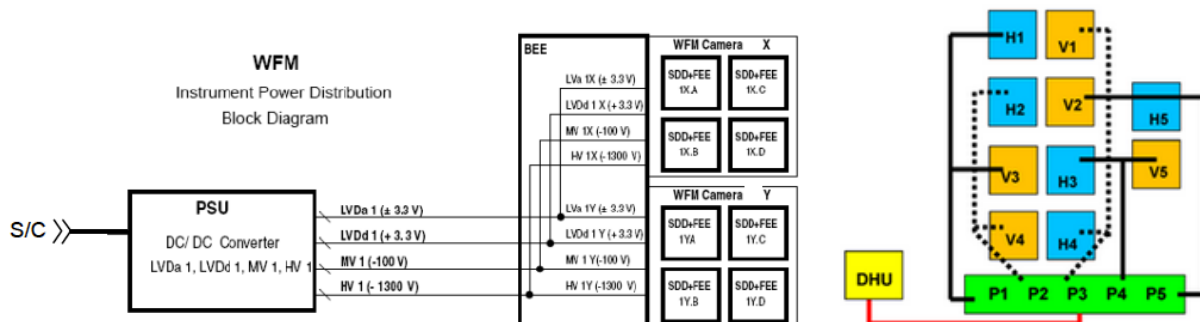 WFM
Instrument Power Distribution
Block Diagram
S/C
PSU
DC/ DC Converter
LVDa 1, LVDd 1, MV 1, HV 1
LVDa 1 (± 3.3 V)
LVDd 1 (+ 3.3 V)
MV 1 (-100 V)
HV 1 (- 1300 V)
BEE
LVa 1X (± 3.3 V)
LVDd 1 X (+ 3.3 V)
MV 1X (-100 V)
HV 1X (-1300 V)
LVa 1Y (± 3.3 V)
LVDd 1 Y (+ 3.3 V)
MV 1 Y(-100 V)
HV 1Y (-1300 V)
WFM Camera X
SDD+FEE
1X.A
SDD+FEE
1X.C
SDD+FEE
1X.B
SDD+FEE
1X.D
WFM Camera Y
SDD+FEE
1YA
SDD+FEE
1Y.C
SDD+FEE
1Y.B
SDD+FEE
1Y.D
H1
V1
H2
V2
H5
V3
H3
V5
V4
H4
DHU
P1 P2 P3 P4 P5